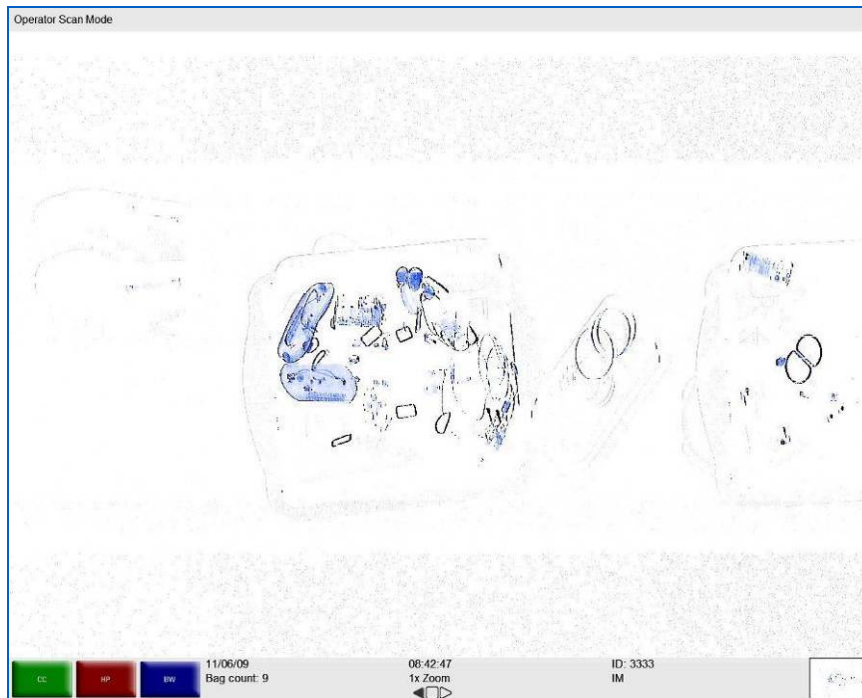 Operator Scan Mode
CC
HP
BW
11/06/09
Bag count: 9
08:42:47
1x Zoom
ID: 3333
IM